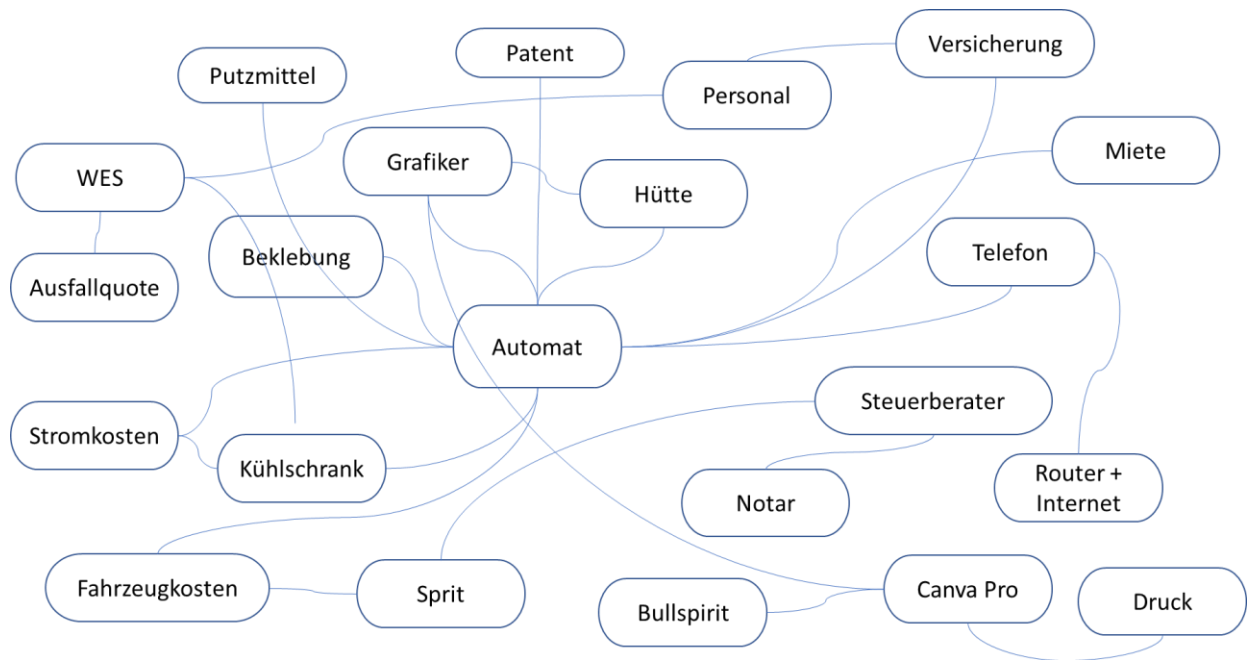 Patent
Versicherung
Putzmittel
Personal
Grafiker
Miete
WES
Hütte
Beklebung
Telefon
Ausfallquote
Automat
Steuerberater
Stromkosten
Kühlschrank
Notar
Router +
Internet
Fahrzeugkosten
Sprit
Bullspirit
Canva Pro
Druck